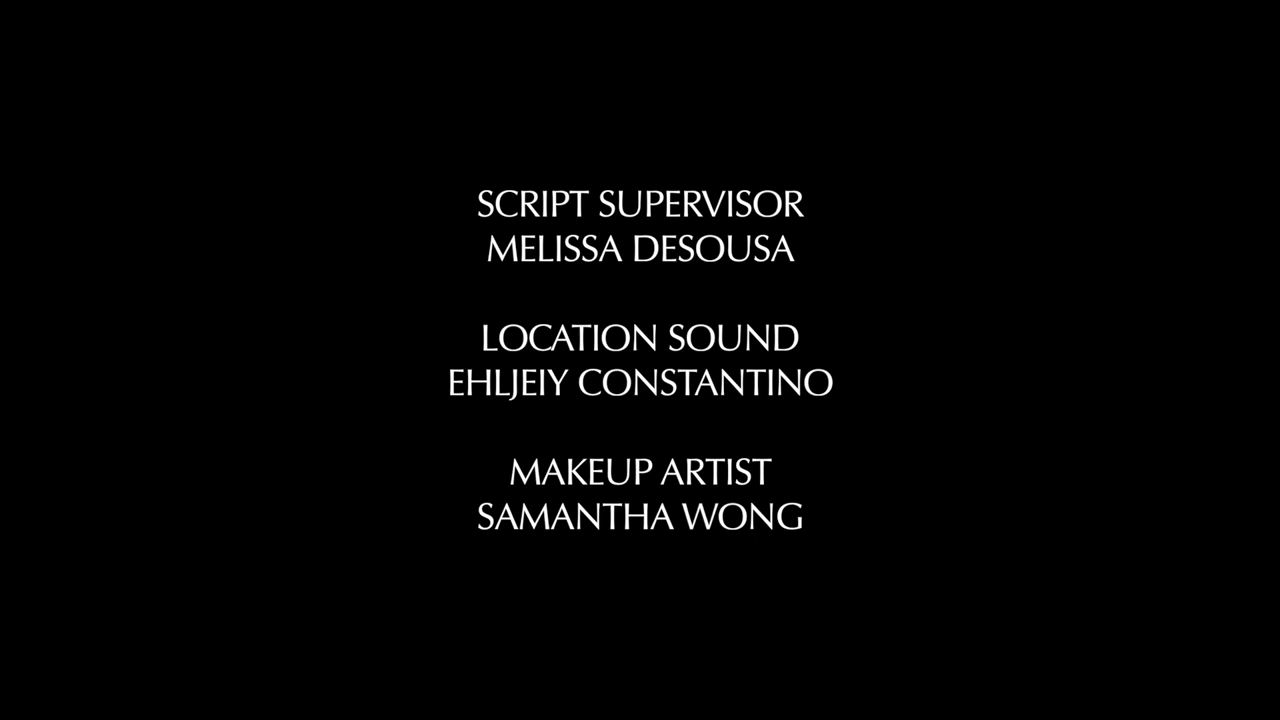 SCRIPT SUPERVISOR
MELISSA DESOUSA
LOCATION SOUND
EHLJEIY CONSTANTINO
MAKEUP ARTIST
SAMANTHA WONG